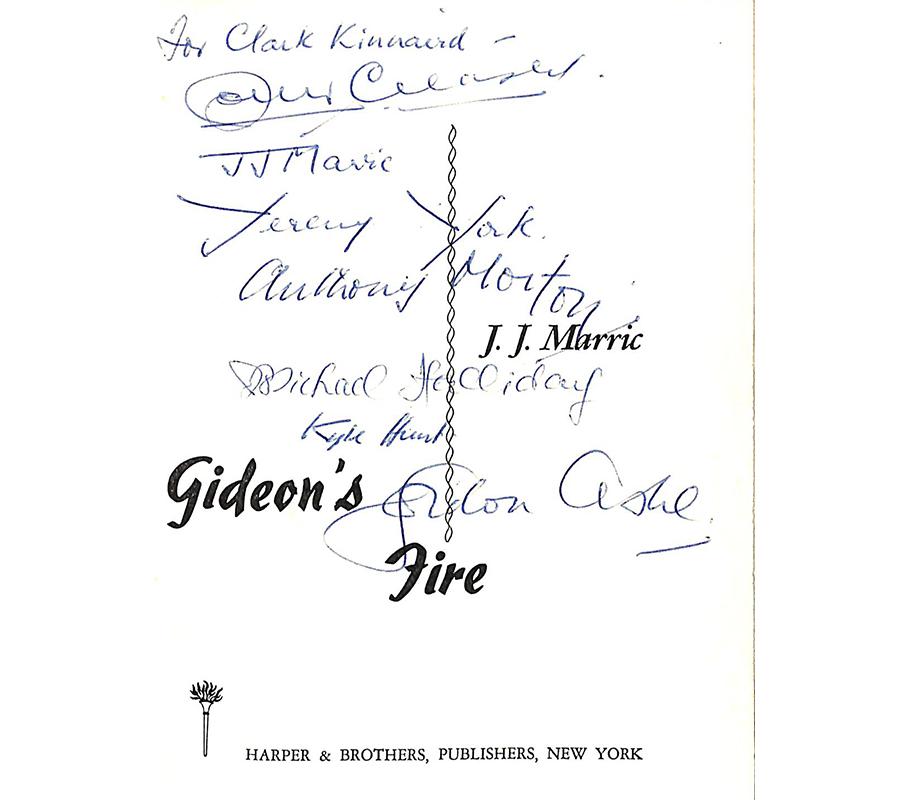 For Clark Kinnaird –
John Creasey.
JJ Marric
Jeremy York.
Anthony Morton
J. J. Marric
Michael Halliday
Kyle Hunt
Gideon's
Gordon Ashe.
Fire
HARPER & BROTHERS, PUBLISHERS, NEW YORK